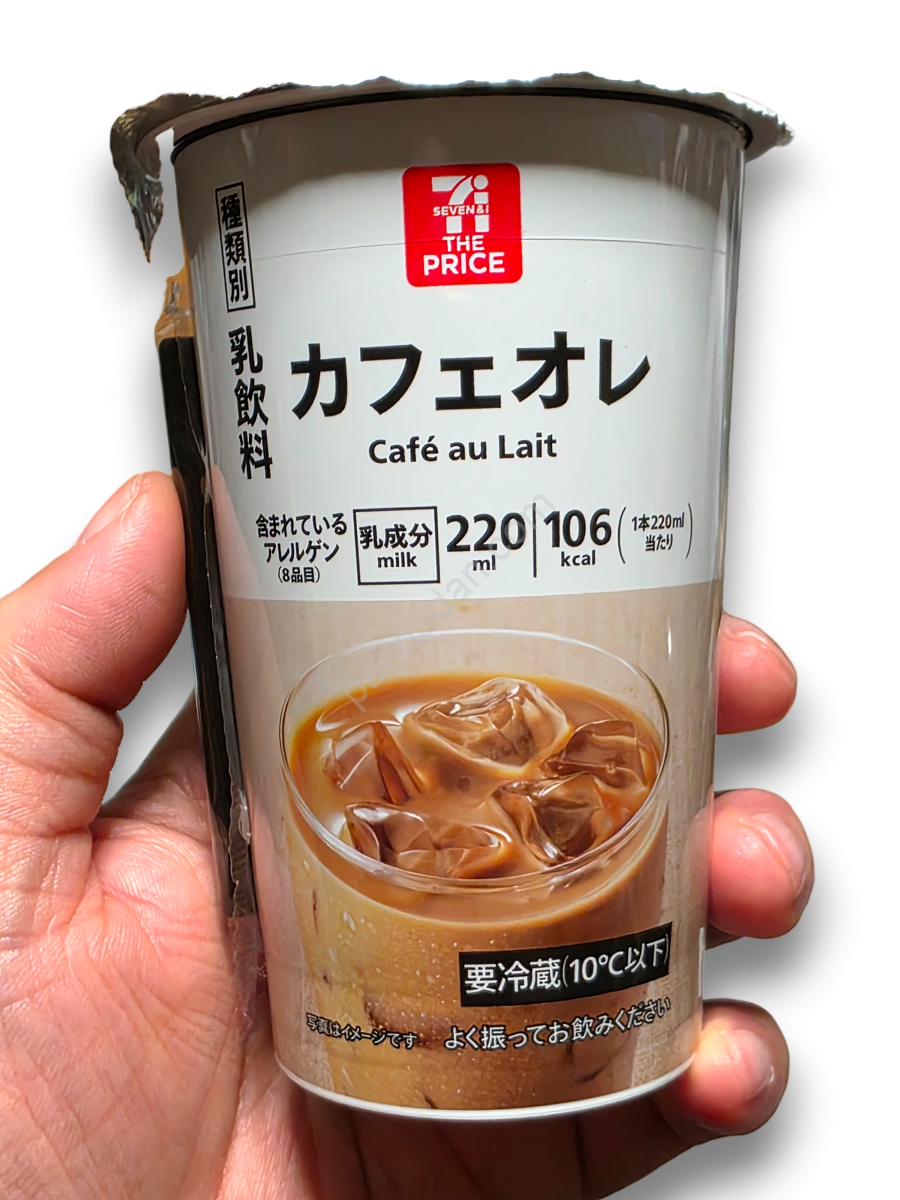 7i
SEVEN&i
THE
PRICE
種類別
乳飲料
カフェオレ
Café au Lait
含まれている
アレルゲン
(8品目)
乳成分
milk
220
ml
106
kcal
(1本220ml
当たり)
要冷蔵(10℃以下)
写真はイメージです
よく振ってお飲みください